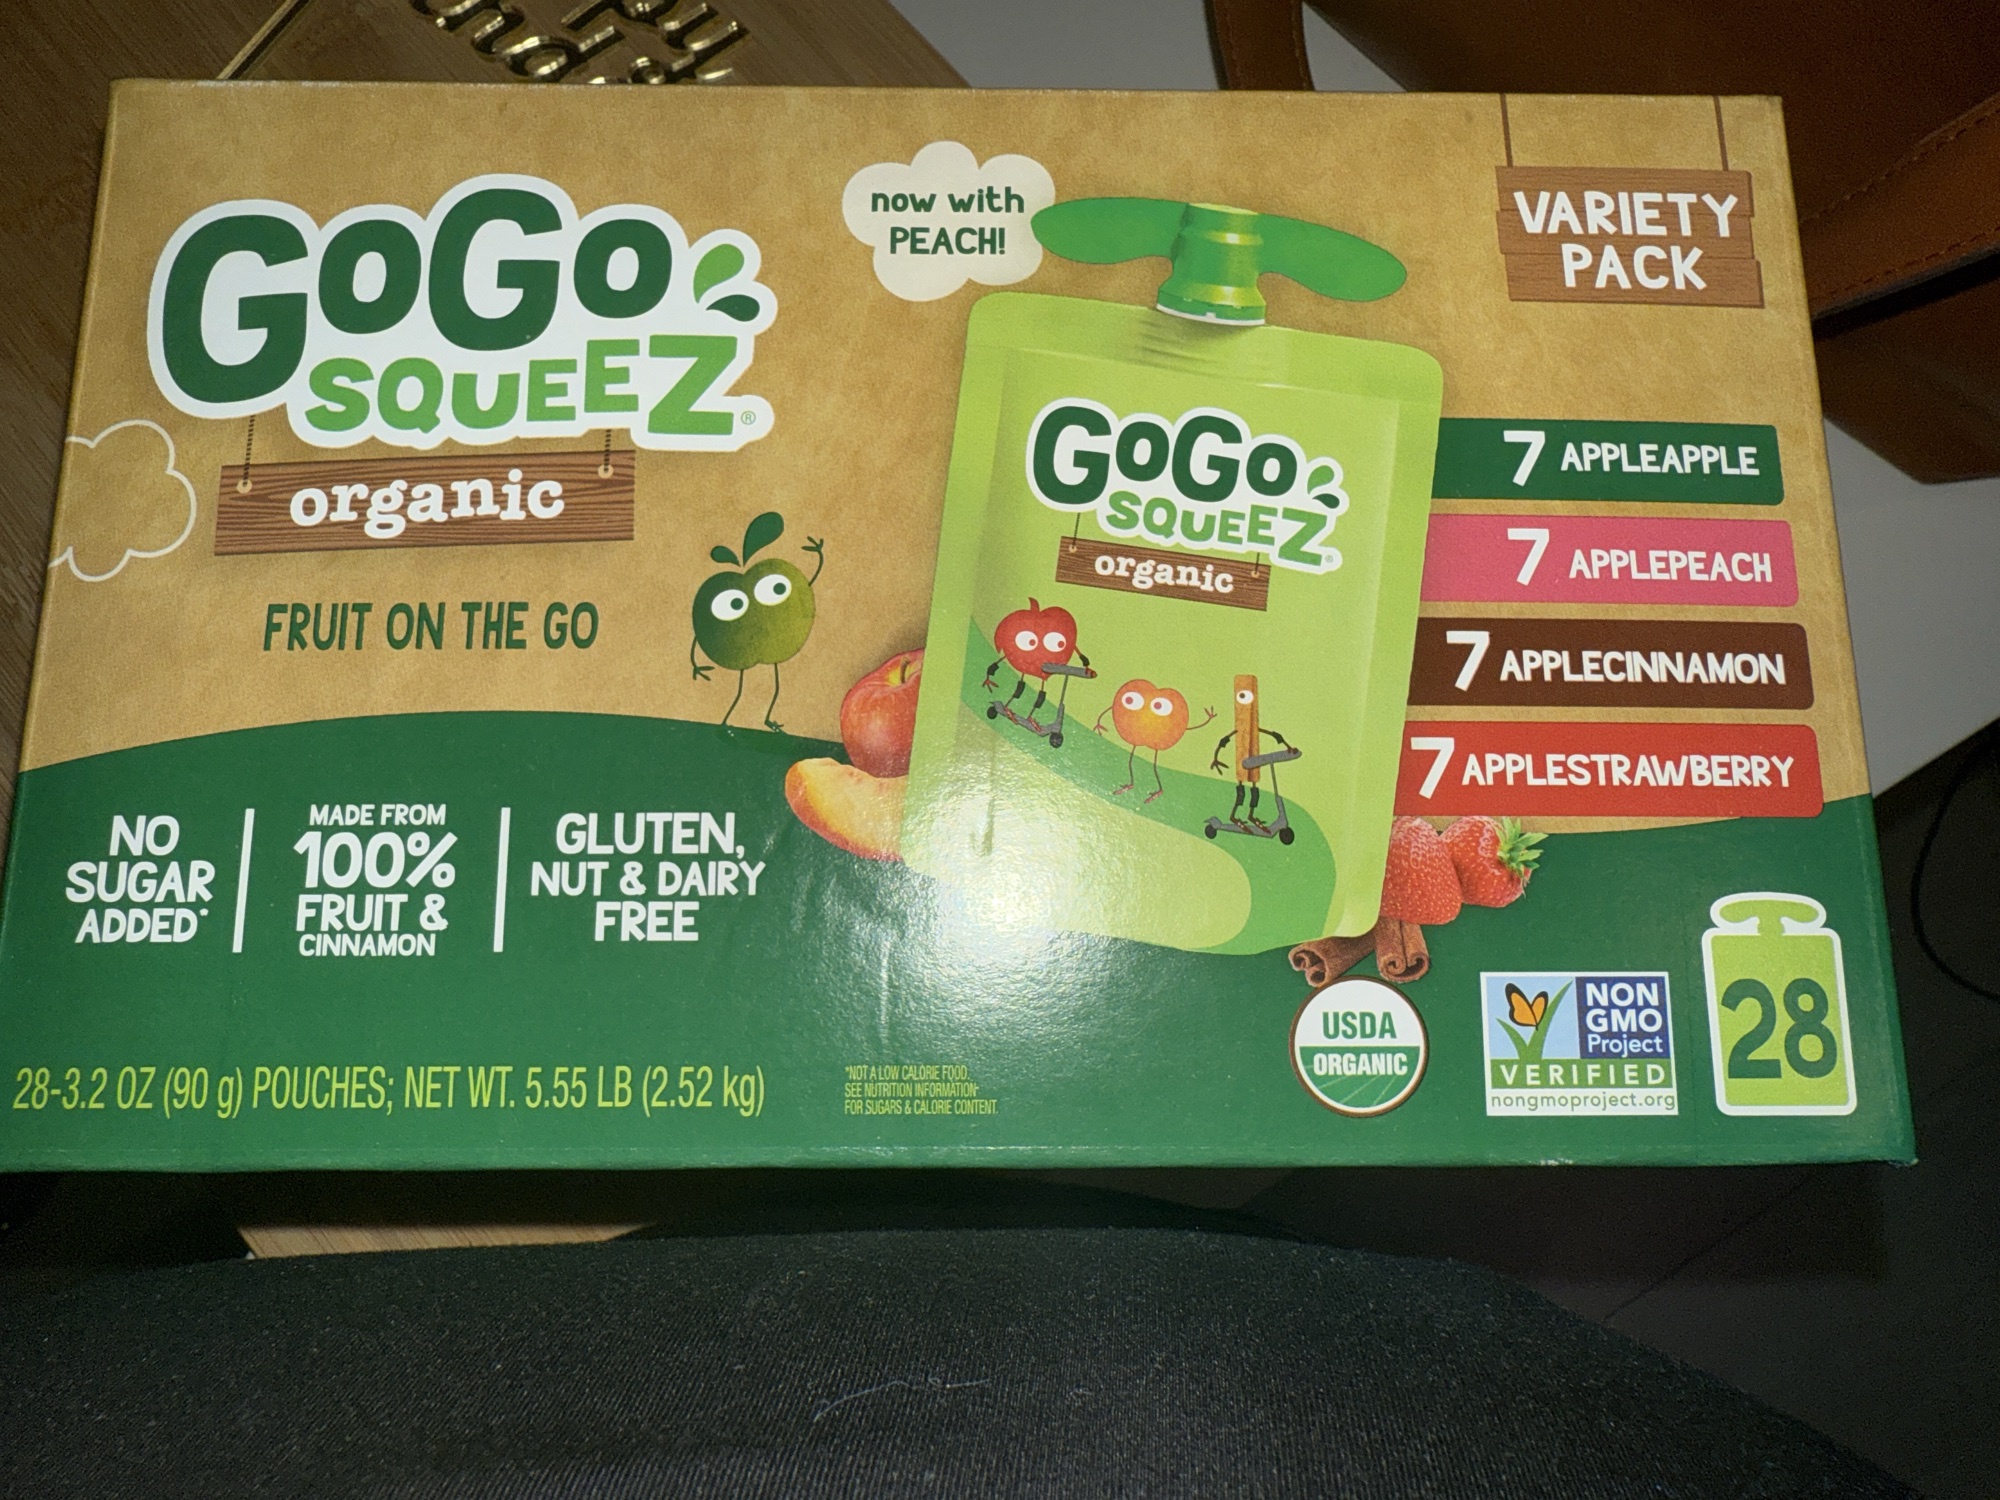 now with
PEACH!
VARIETY
PACK
GoGo
SQUEEZ®
organic
FRUIT ON THE GO
GoGo
SQUEEZ®
organic
7 APPLEAPPLE
7 APPLEPEACH
7 APPLECINNAMON
7 APPLESTRAWBERRY
NO
SUGAR
ADDED*
MADE FROM
100%
FRUIT &
CINNAMON
GLUTEN,
NUT & DAIRY
FREE
28-3.2 OZ (90 g) POUCHES; NET WT. 5.55 LB (2.52 kg)
*NOT A LOW CALORIE FOOD.
SEE NUTRITION INFORMATION
FOR SUGARS & CALORIE CONTENT.
USDA
ORGANIC
NON
GMO
Project
VERIFIED
nongmoproject.org
28